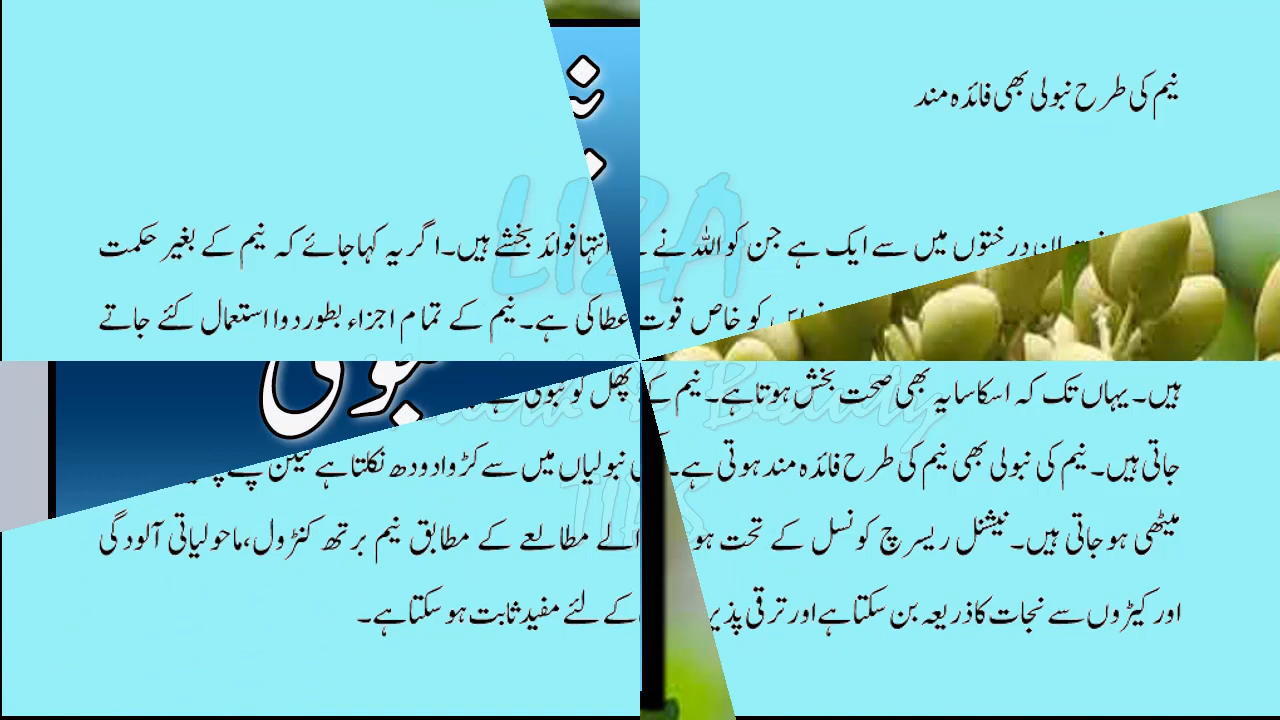 نیم کی طرح نبولی بھی فائدہ مند
درختوں میں سے ایک ہے جن کو اللہ نے انتہا فوائد بخشے ہیں۔ اگر یہ کہا جائے کہ نیم کے بغیر حکمت
اس کو خاص قوت عطا کی ہے۔ نیم کے تمام اجزاء بطور دوا استعمال کئے جاتے
ہیں۔ یہاں تک کہ اسکا سایہ بھی صحت بخش ہوتا ہے۔ نیم کے پھل کو نبولی
جاتی ہیں۔ نیم کی نبولی بھی نیم کی طرح فائدہ مند ہوتی ہے۔ نبولیاں میں سے کڑوا دودھ نکلتا ہے لیکن
میٹھی ہو جاتی ہیں۔ نیشنل ریسرچ کونسل کے تحت مطالعے کے مطابق نیم برتھ کنٹرول، ماحولیاتی آلودگی
اور کیڑوں سے نجات کا ذریعہ بن سکتا ہے اور ترقی پذیر کے لئے مفید ثابت ہو سکتا ہے۔
LIZA
Health & Beauty
TIPS